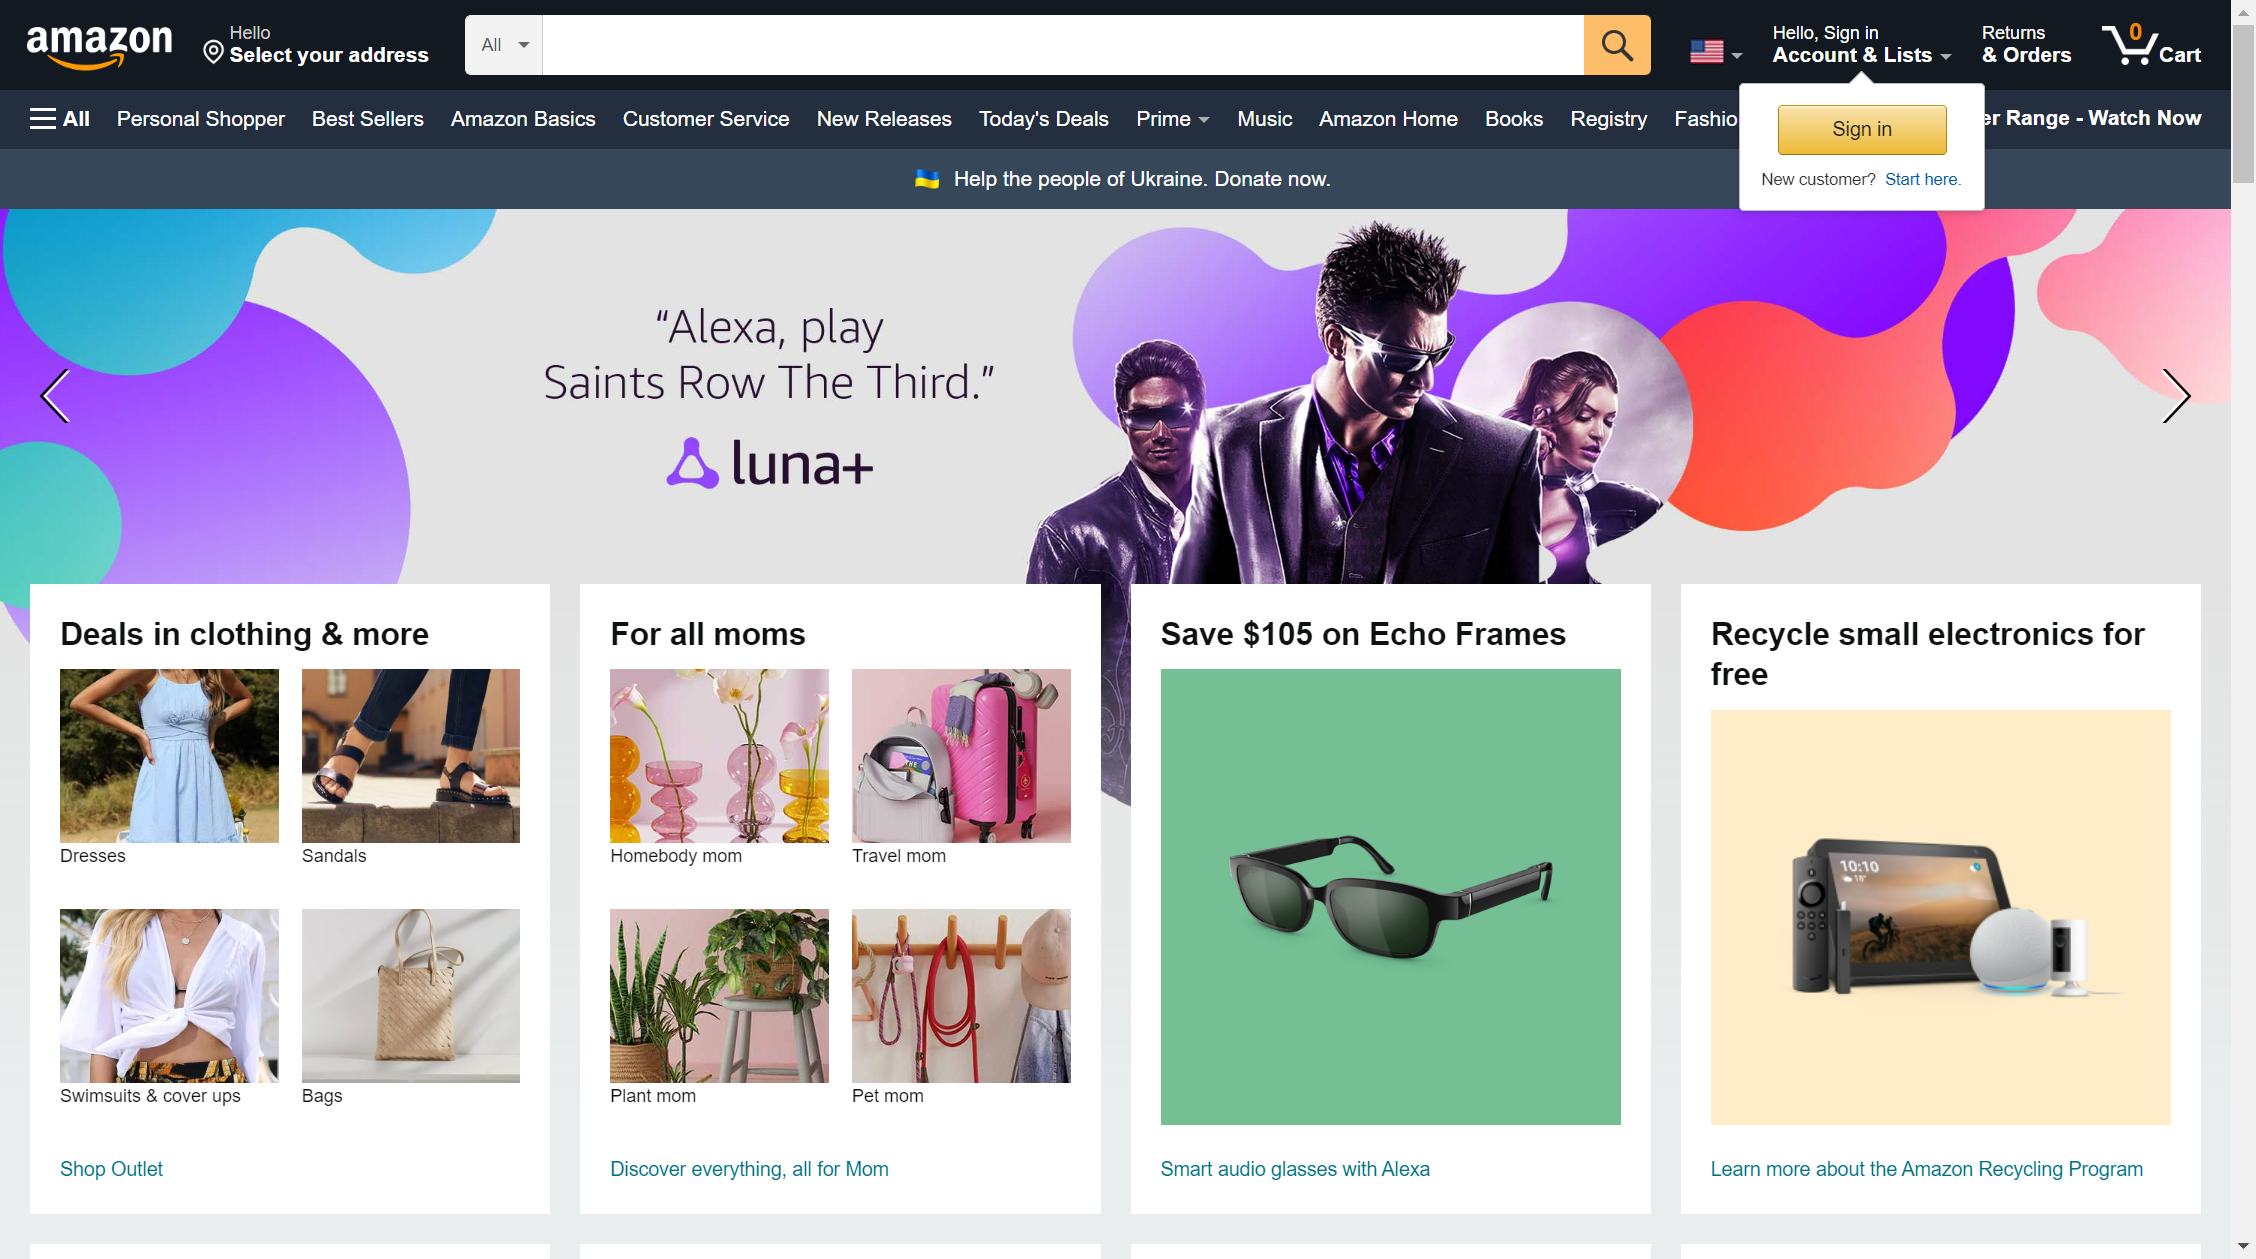 amazon
Hello
Select your address
All
Hello, Sign in
Account & Lists
Returns
& Orders
0
Cart
All
Personal Shopper
Best Sellers
Amazon Basics
Customer Service
New Releases
Today's Deals
Prime
Music
Amazon Home
Books
Registry
Fashio
er Range - Watch Now
Sign in
New customer? Start here.
Help the people of Ukraine. Donate now.
“Alexa, play
Saints Row The Third.”
luna+
Deals in clothing & more
Dresses
Sandals
Swimsuits & cover ups
Bags
Shop Outlet
For all moms
Homebody mom
Travel mom
Plant mom
Pet mom
Discover everything, all for Mom
Save $105 on Echo Frames
Smart audio glasses with Alexa
Recycle small electronics for
free
10:10
18°
Learn more about the Amazon Recycling Program